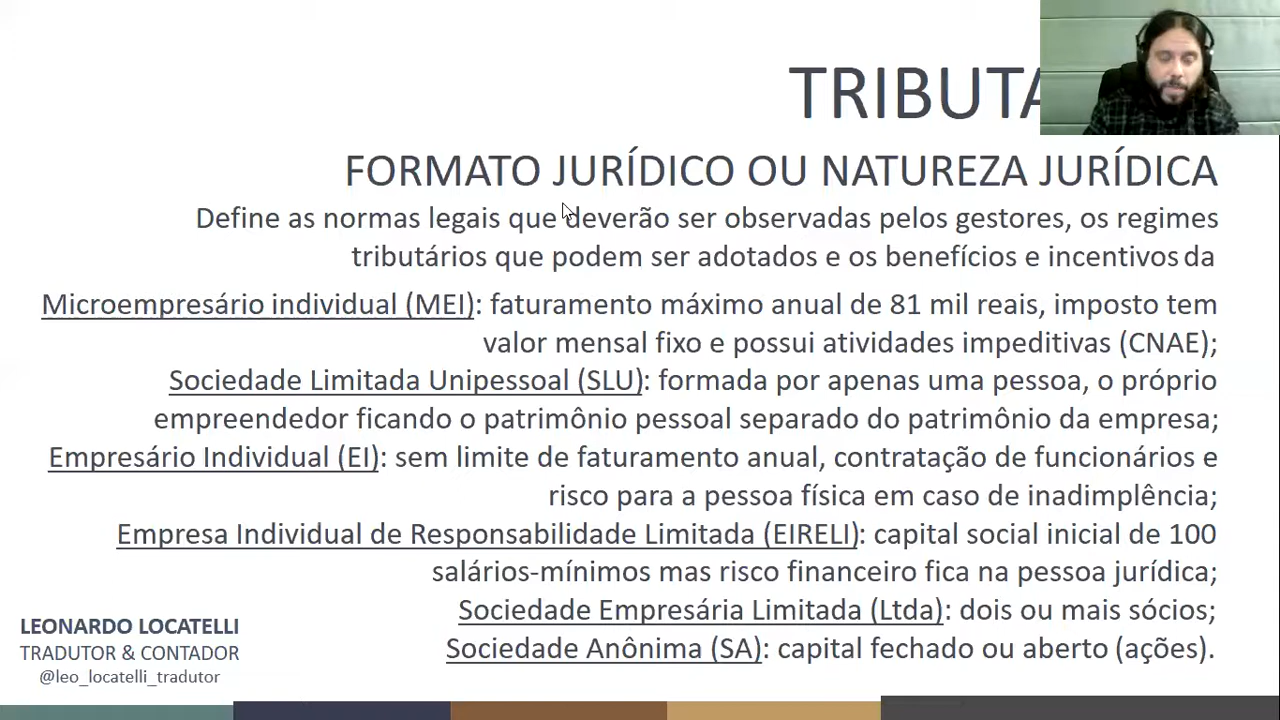 TRIBUTA
FORMATO JURÍDICO OU NATUREZA JURÍDICA
Define as normas legais que deverão ser observadas pelos gestores, os regimes
tributários que podem ser adotados e os benefícios e incentivos da
Microempresário individual (MEI): faturamento máximo anual de 81 mil reais, imposto tem
valor mensal fixo e possui atividades impeditivas (CNAE);
Sociedade Limitada Unipessoal (SLU): formada por apenas uma pessoa, o próprio
empreendedor ficando o patrimônio pessoal separado do patrimônio da empresa;
Empresário Individual (EI): sem limite de faturamento anual, contratação de funcionários e
risco para a pessoa física em caso de inadimplência;
Empresa Individual de Responsabilidade Limitada (EIRELI): capital social inicial de 100
salários-mínimos mas risco financeiro fica na pessoa jurídica;
Sociedade Empresária Limitada (Ltda): dois ou mais sócios;
Sociedade Anônima (SA): capital fechado ou aberto (ações).
LEONARDO LOCATELLI
TRADUTOR & CONTADOR
@leo_locatelli_tradutor